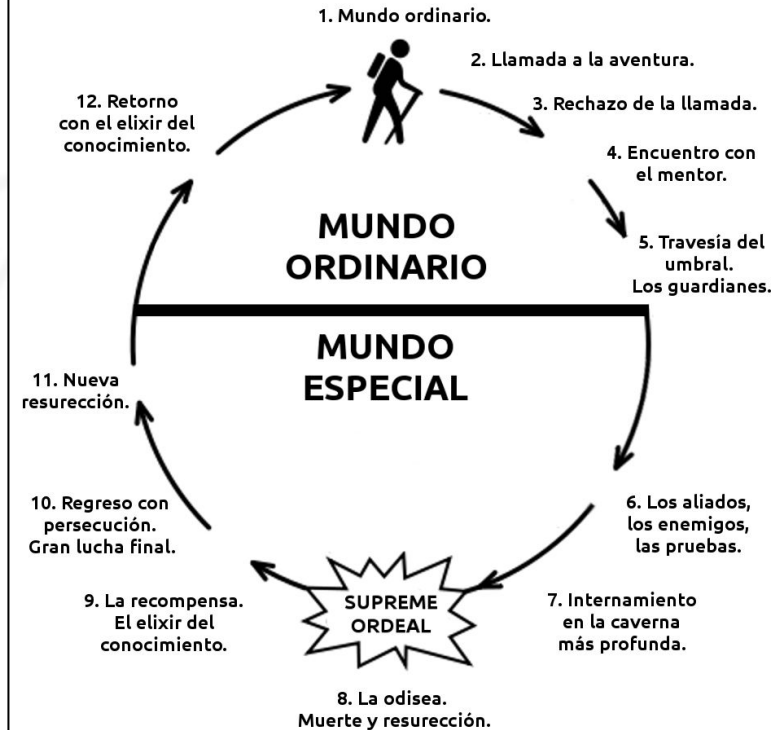 1. Mundo ordinario.
2. Llamada a la aventura.
3. Rechazo de la llamada.
4. Encuentro con
el mentor.
5. Travesía del
umbral.
Los guardianes.
MUNDO
ORDINARIO
MUNDO
ESPECIAL
6. Los aliados,
los enemigos,
las pruebas.
7. Internamiento
en la caverna
más profunda.
SUPREME
ORDEAL
8. La odisea.
Muerte y resurección.
9. La recompensa.
El elixir del
conocimiento.
10. Regreso con
persecución.
Gran lucha final.
11. Nueva
resurección.
12. Retorno
con el elixir del
conocimiento.